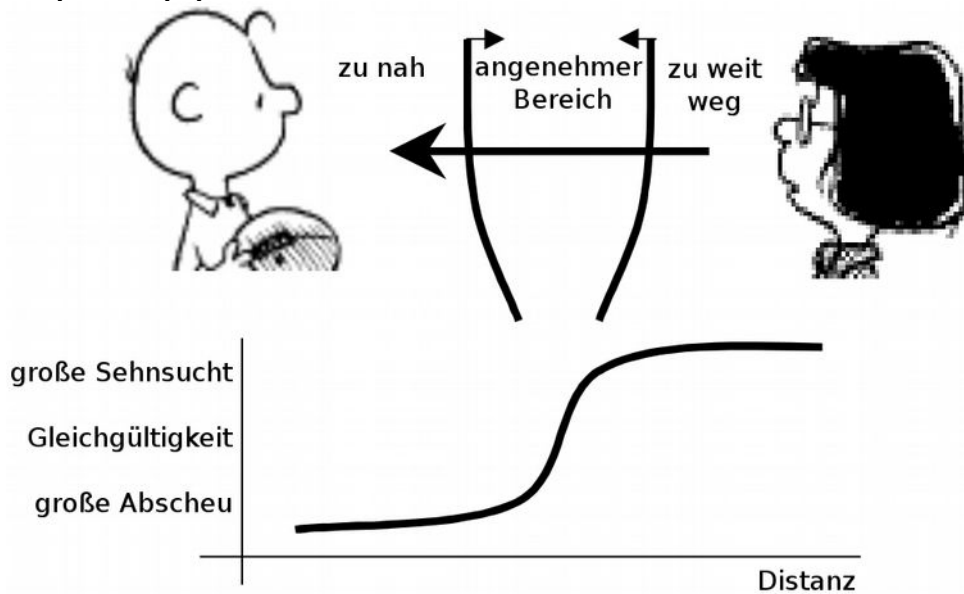 zu nah
angenehmer
Bereich
zu weit
weg
große Sehnsucht
Gleichgültigkeit
große Abscheu
Distanz